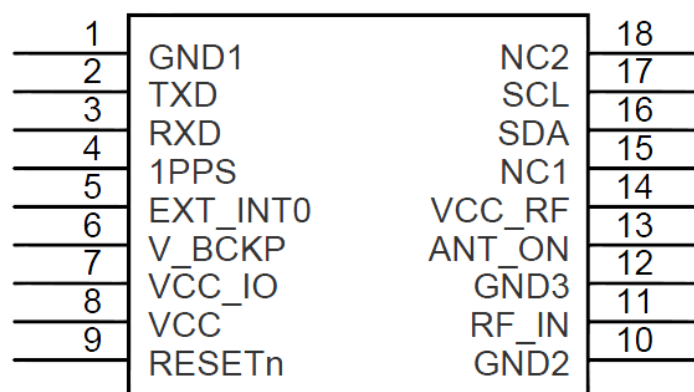 1 GND1 NC2 18
2 TXD SCL 17
3 RXD SDA 16
4 1PPS NC1 15
5 EXT_INT0 VCC_RF 14
6 V_BCKP ANT_ON 13
7 VCC_IO GND3 12
8 VCC RF_IN 11
9 RESETn GND2 10